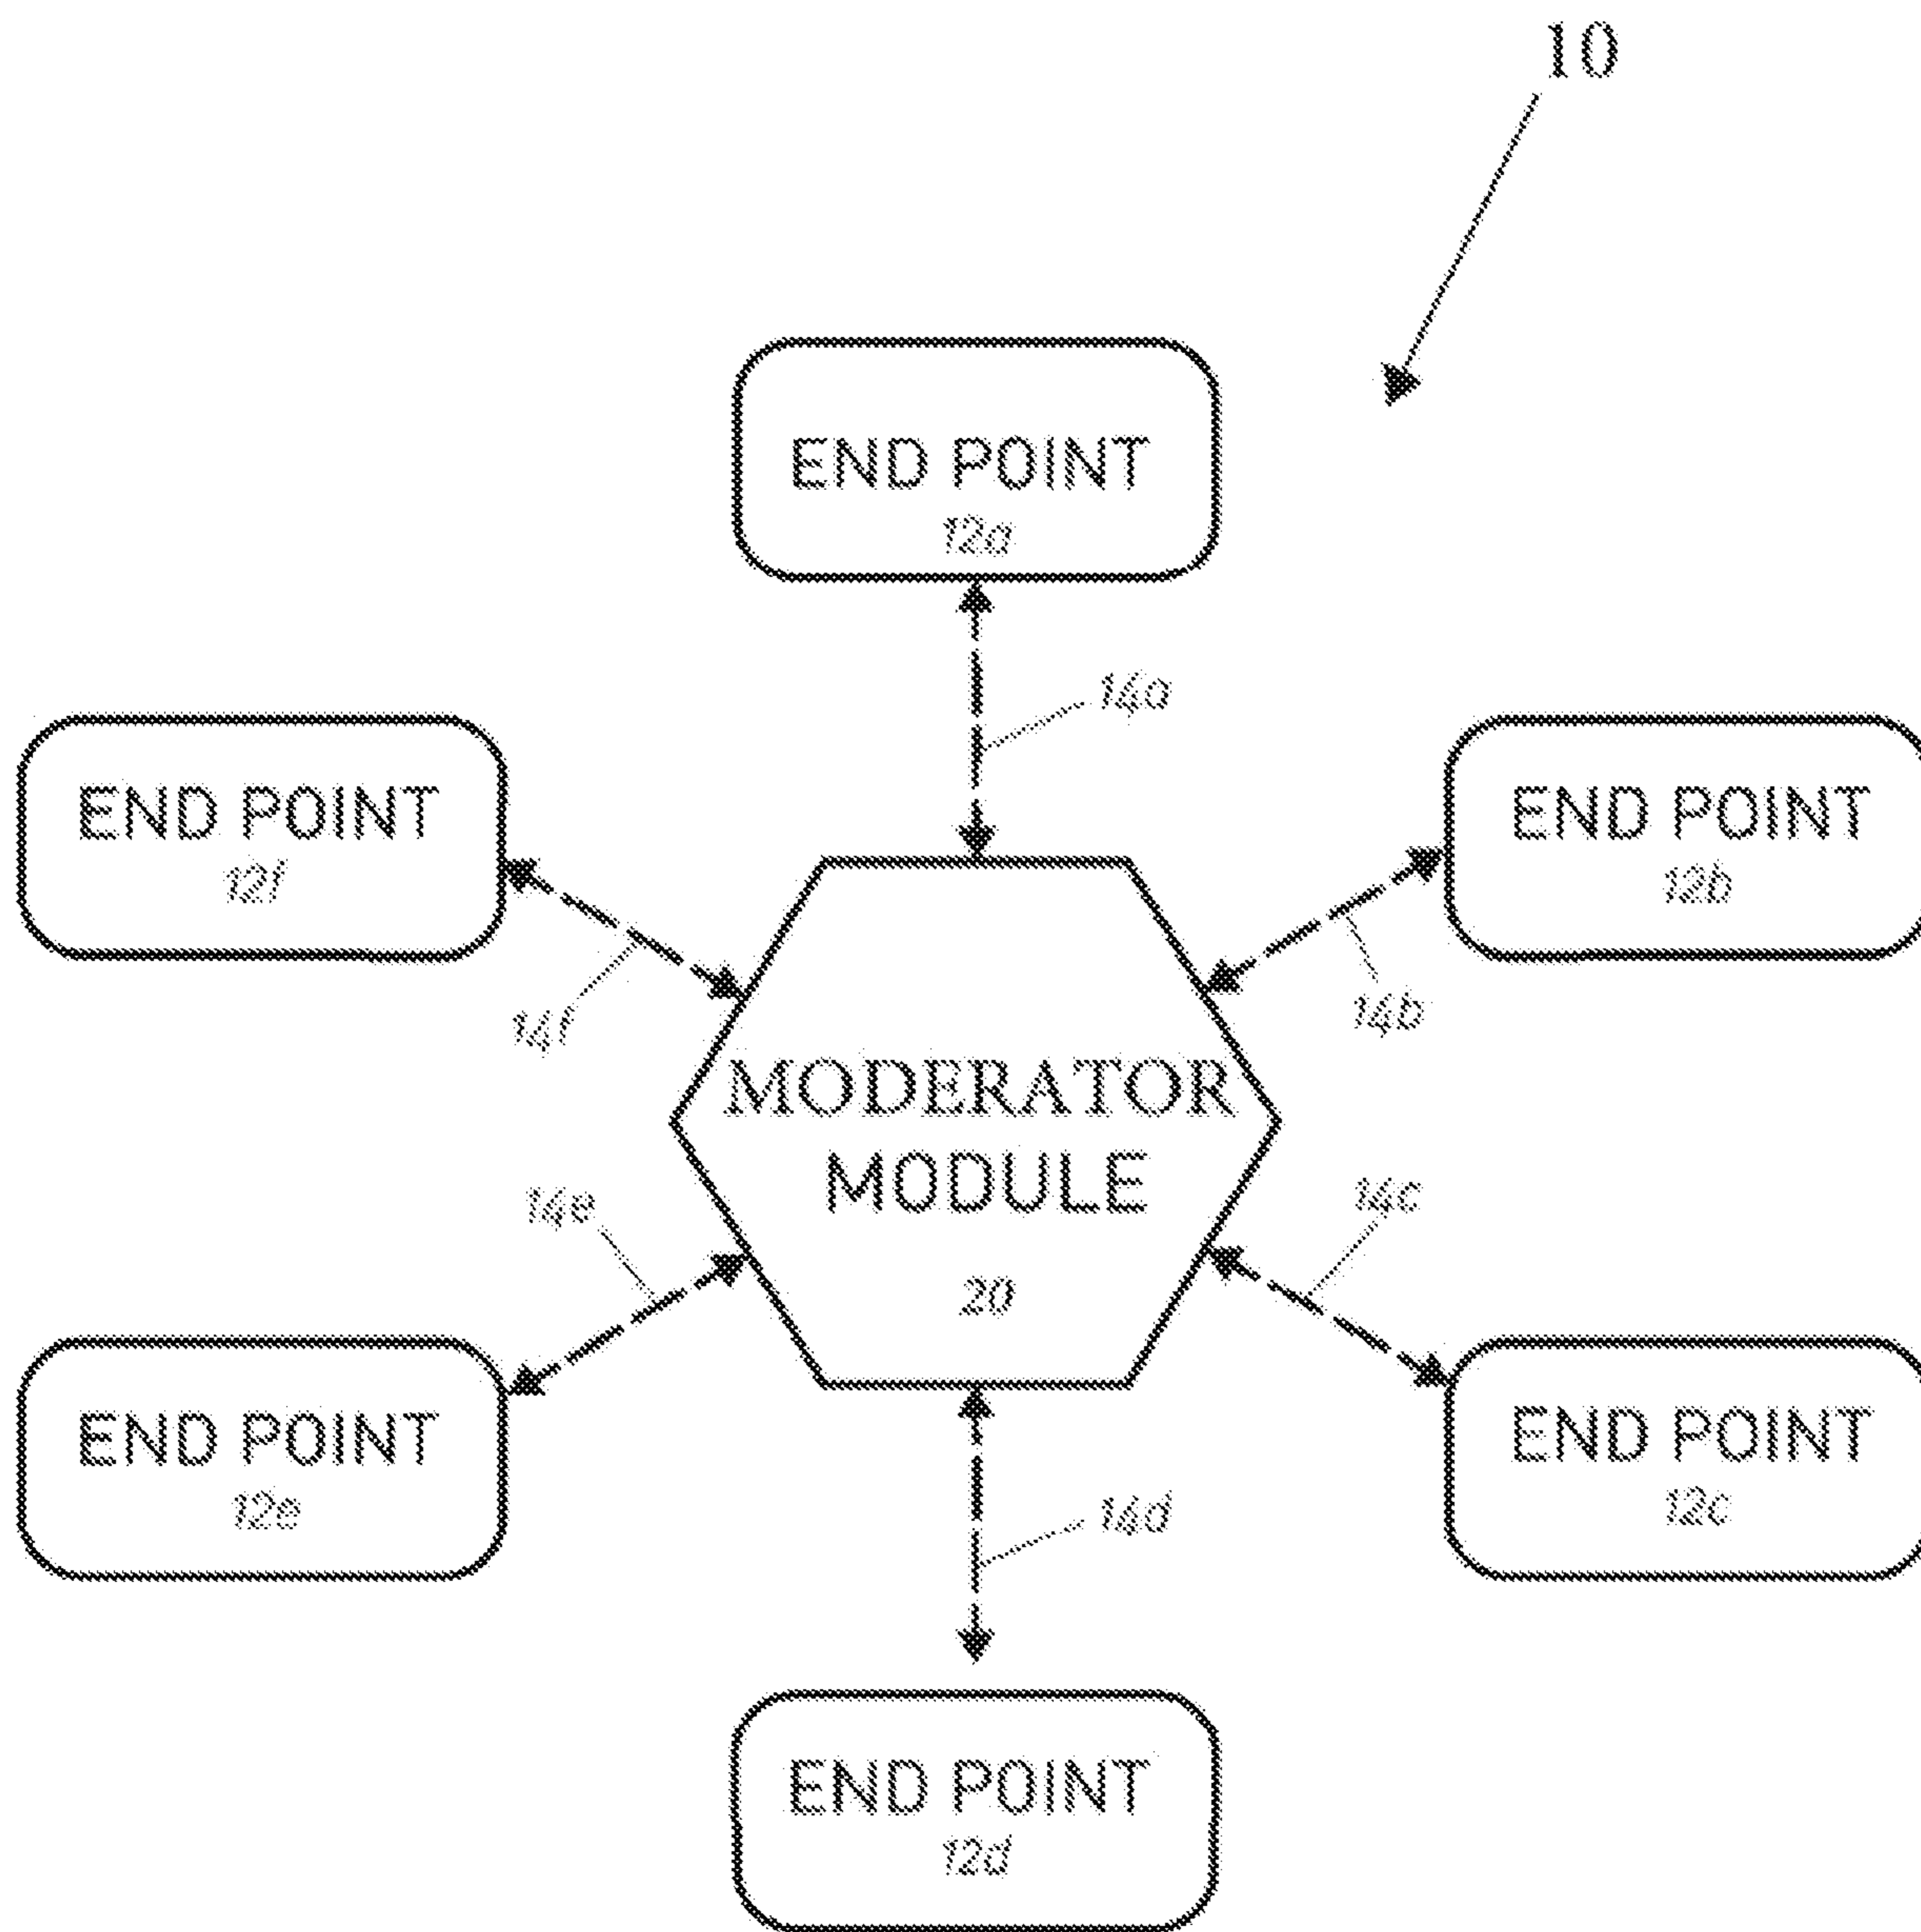 10
END POINT
12a
14a
END POINT
12f
END POINT
12b
14f
14b
MODERATOR
MODULE
20
14e
14c
END POINT
12e
END POINT
12c
14d
END POINT
12d